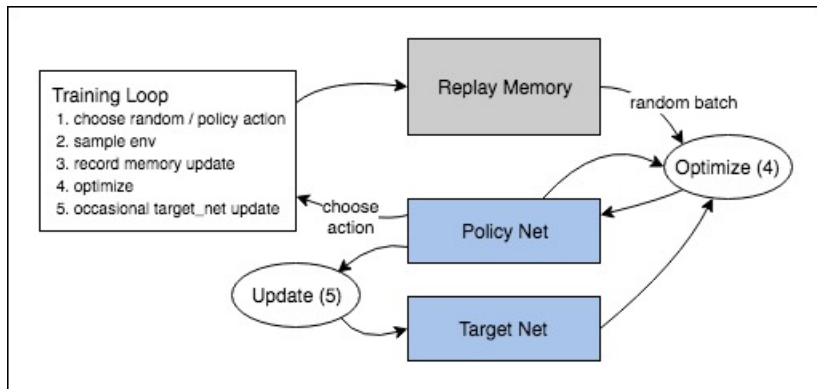 Training Loop
1. choose random / policy action
2. sample env
3. record memory update
4. optimize
5. occasional target_net update
Replay Memory
random batch
Optimize (4)
choose
action
Policy Net
Update (5)
Target Net